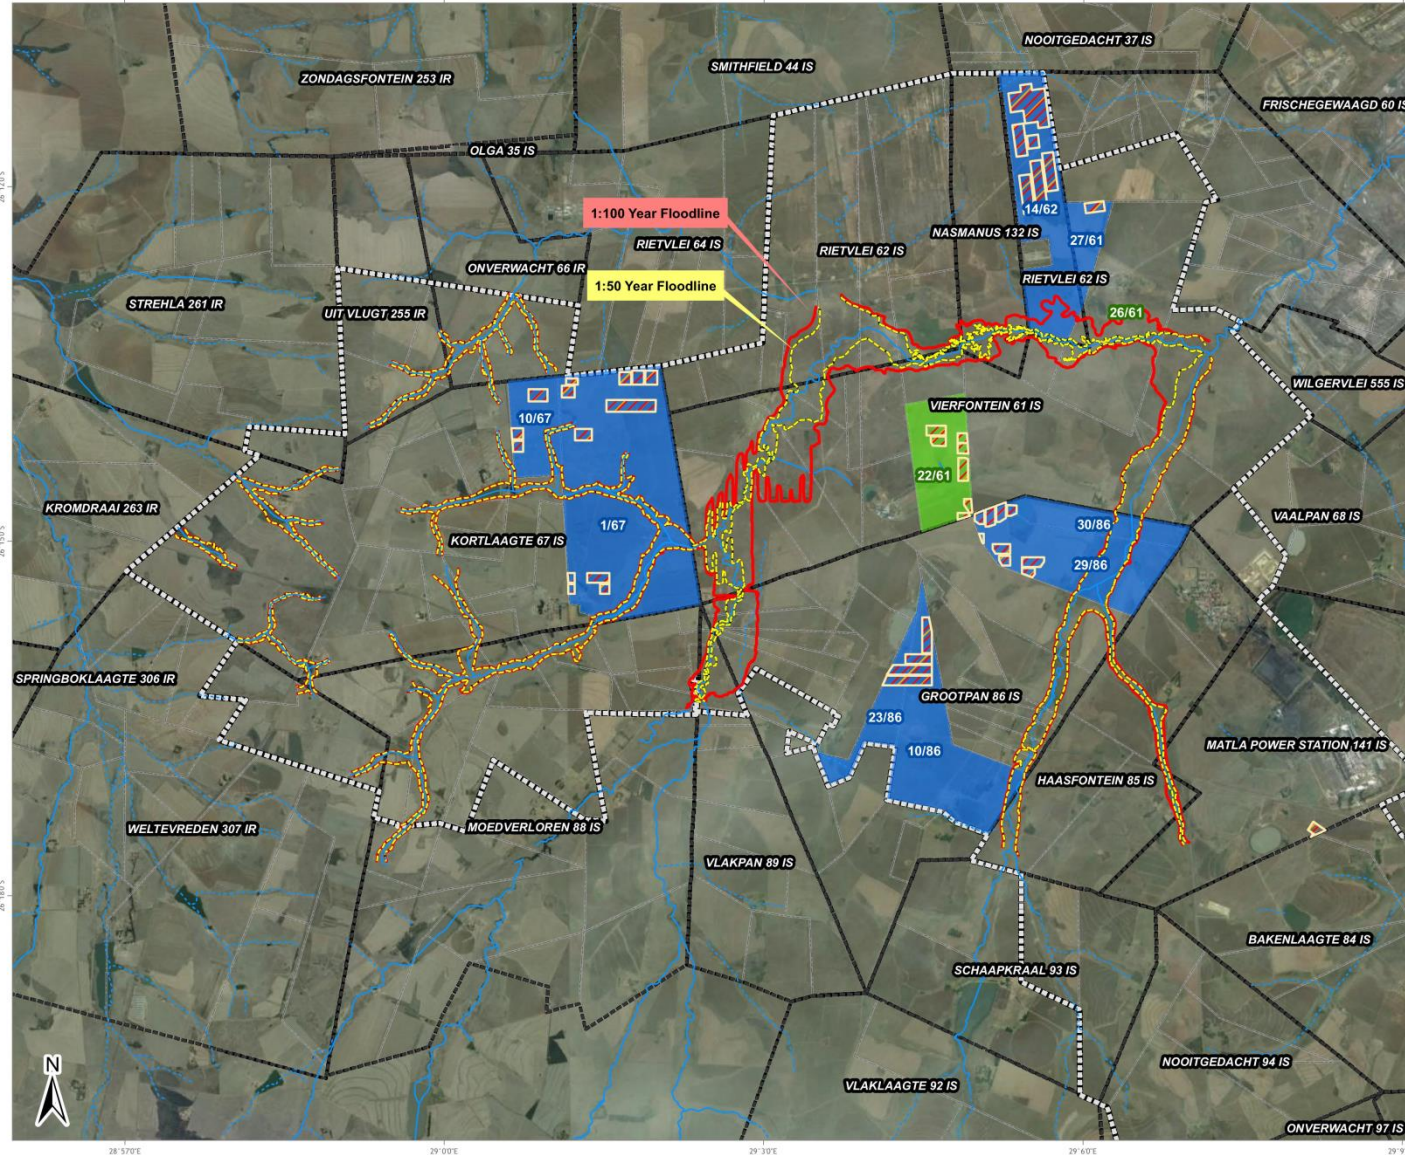 NOOITGEDACHT 37 IS
SMITHFIELD 44 IS
ZONDAGSFONTEIN 253 IR
FRISCHEGEWAAGD 60 IS
OLGA 35 IS
1:100 Year Floodline
14/62
NASMANUS 132 IS
27/61
RIETVLEI 64 IS
RIETVLEI 62 IS
ONVERWACHT 66 IR
RIETVLEI 62 IS
1:50 Year Floodline
STREHLA 261 IR
UIT VLUGT 255 IR
26/61
WILGERVLEI 555 IS
VIERFONTEIN 61 IS
10/67
22/61
KROMDRAAI 263 IR
VAALPAN 68 IS
1/67
30/86
KORTLAAGTE 67 IS
29/86
SPRINGBOKLAAGTE 306 IR
GROOTPAN 86 IS
23/86
10/86
MATLA POWER STATION 141 IS
HAASFONTEIN 85 IS
WELTEVREDEN 307 IR
MOEDVERLOREN 88 IS
VLAKPAN 89 IS
BAKENLAAGTE 84 IS
SCHAAPKRAAL 93 IS
NOOITGEDACHT 94 IS
N
VLAKLAAGTE 92 IS
ONVERWACHT 97 IS
28°57'0"E
29°0'0"E
29°3'0"E
29°6'0"E